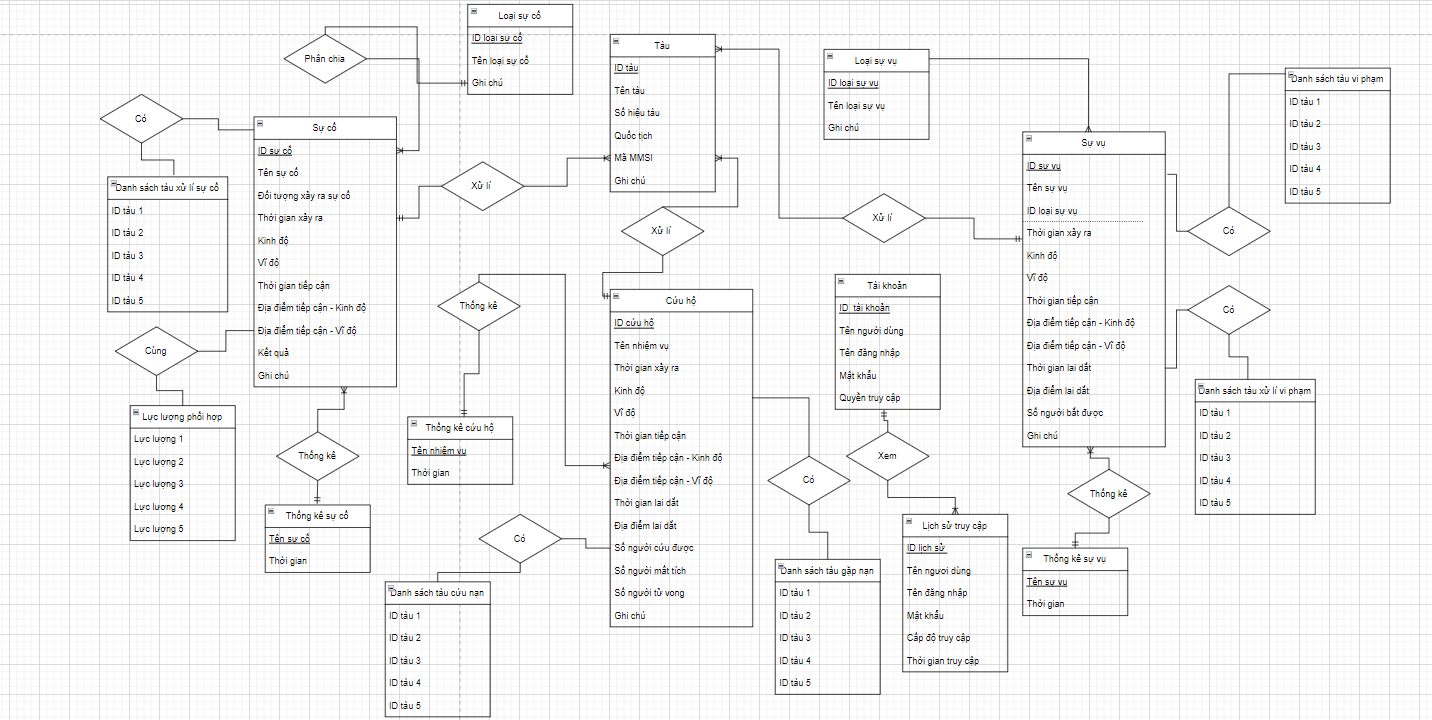 Loại sự cố
ID loại sự cố
Tên loại sự cố
Ghi chú
Phân chia
Có
Sự cố
ID sự cố
Tên sự cố
Đối tượng xảy ra sự cố
Thời gian xảy ra
Kinh độ
Vĩ độ
Thời gian tiếp cận
Địa điểm tiếp cận - Kinh độ
Địa điểm tiếp cận - Vĩ độ
Kết quả
Ghi chú
Danh sách tàu xử lí sự cố
ID tàu 1
ID tàu 2
ID tàu 3
ID tàu 4
ID tàu 5
Cùng
Lực lượng phối hợp
Lực lượng 1
Lực lượng 2
Lực lượng 3
Lực lượng 4
Lực lượng 5
Thống kê
Thống kê sự cố
Tên sự cố
Thời gian
Xử lí
Tàu
ID tàu
Tên tàu
Số hiệu tàu
Quốc tịch
Mã MMSI
Ghi chú
Xử lí
Thống kê
Thống kê cứu hộ
Tên nhiệm vụ
Thời gian
Cứu hộ
ID cứu hộ
Tên nhiệm vụ
Thời gian xảy ra
Kinh độ
Vĩ độ
Thời gian tiếp cận
Địa điểm tiếp cận - Kinh độ
Địa điểm tiếp cận - Vĩ độ
Thời gian lai dắt
Địa điểm lai dắt
Số người cứu được
Số người mất tích
Số người tử vong
Ghi chú
Có
Danh sách tàu cứu nạn
ID tàu 1
ID tàu 2
ID tàu 3
ID tàu 4
ID tàu 5
Có
Danh sách tàu gặp nạn
ID tàu 1
ID tàu 2
ID tàu 3
ID tàu 4
ID tàu 5
Loại sự vụ
ID loại sự vụ
Tên loại sự vụ
Ghi chú
Xử lí
Tài khoản
ID tài khoản
Tên người dùng
Tên đăng nhập
Mật khẩu
Quyền truy cập
Xem
Lịch sử truy cập
ID lịch sử
Tên ngươi dùng
Tên đăng nhập
Mật khẩu
Cấp độ truy cập
Thời gian truy cập
Sự vụ
ID sự vụ
Tên sự vụ
ID loại sự vụ
Thời gian xảy ra
Kinh độ
Vĩ độ
Thời gian tiếp cận
Địa điểm tiếp cận - Kinh độ
Địa điểm tiếp cận - Vĩ độ
Thời gian lai dắt
Địa điểm lai dắt
Số người bắt được
Ghi chú
Thống kê
Thống kê sự vụ
Tên sự vụ
Thời gian
Danh sách tàu vi phạm
ID tàu 1
ID tàu 2
ID tàu 3
ID tàu 4
ID tàu 5
Có
Có
Danh sách tàu xử lí vi phạm
ID tàu 1
ID tàu 2
ID tàu 3
ID tàu 4
ID tàu 5